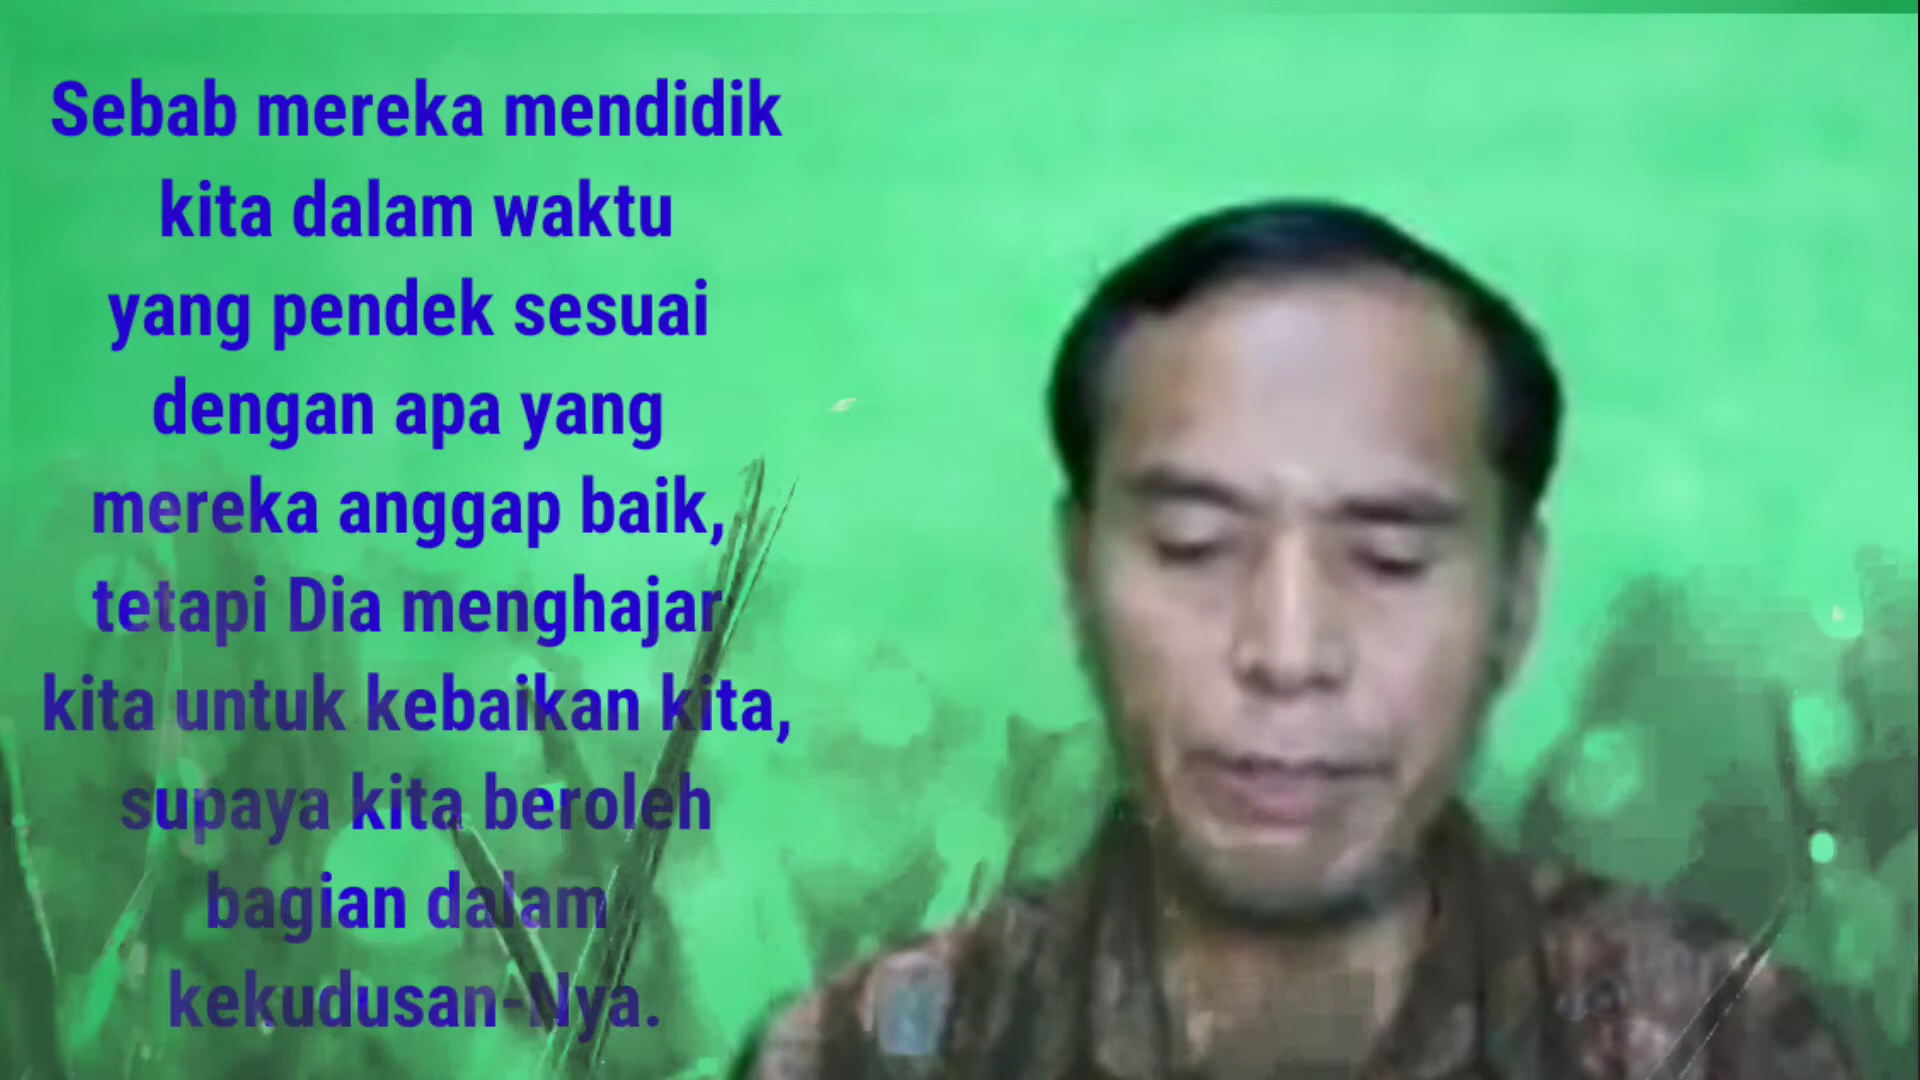 Sebab mereka mendidik
kita dalam waktu
yang pendek sesuai
dengan apa yang
mereka anggap baik,
tetapi Dia menghajar
kita untuk kebaikan kita,
supaya kita beroleh
bagian dalam
kekudusan-Nya.